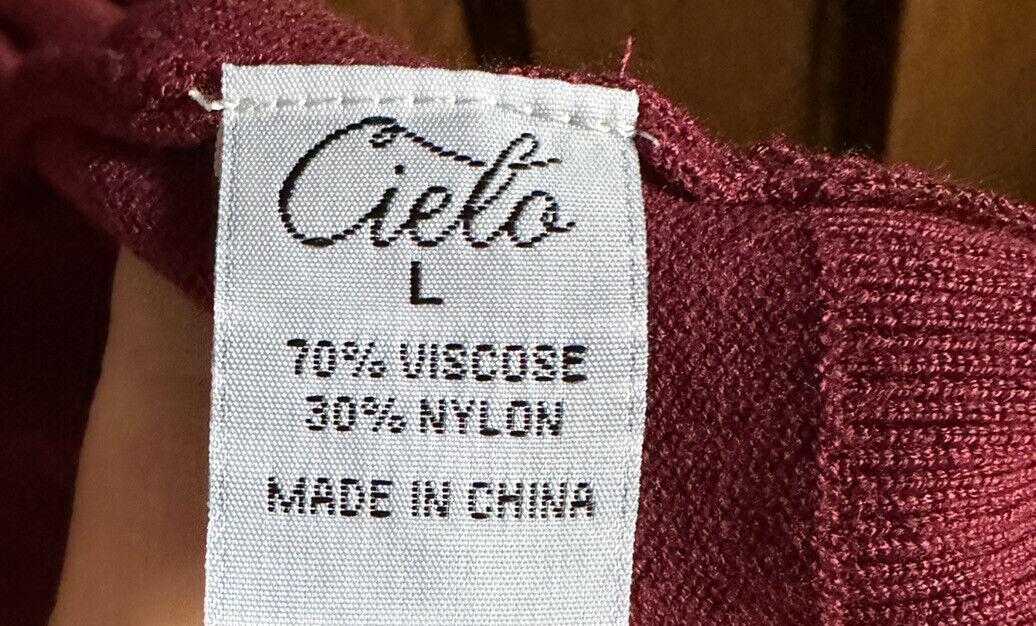 Cielo
L
70% VISCOSE
30% NYLON
MADE IN CHINA